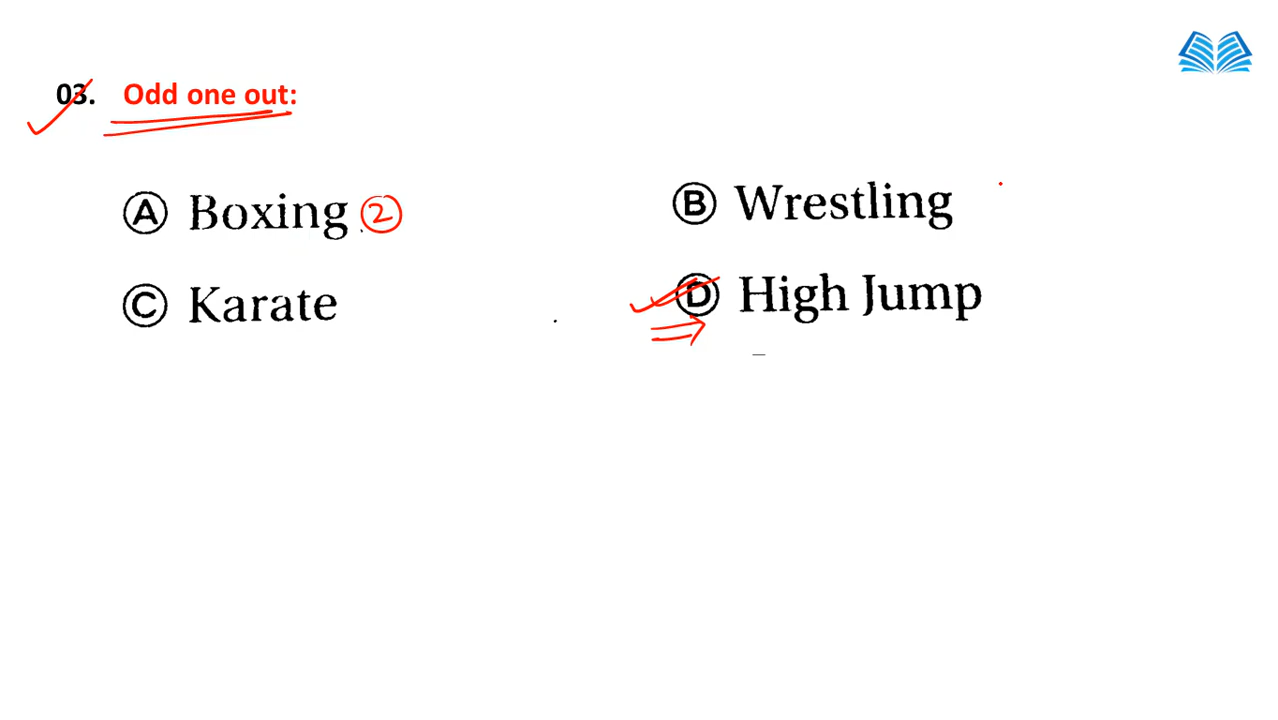 03. Odd one out:
Ⓐ Boxing ② Ⓑ Wrestling
Ⓒ Karate Ⓓ High Jump